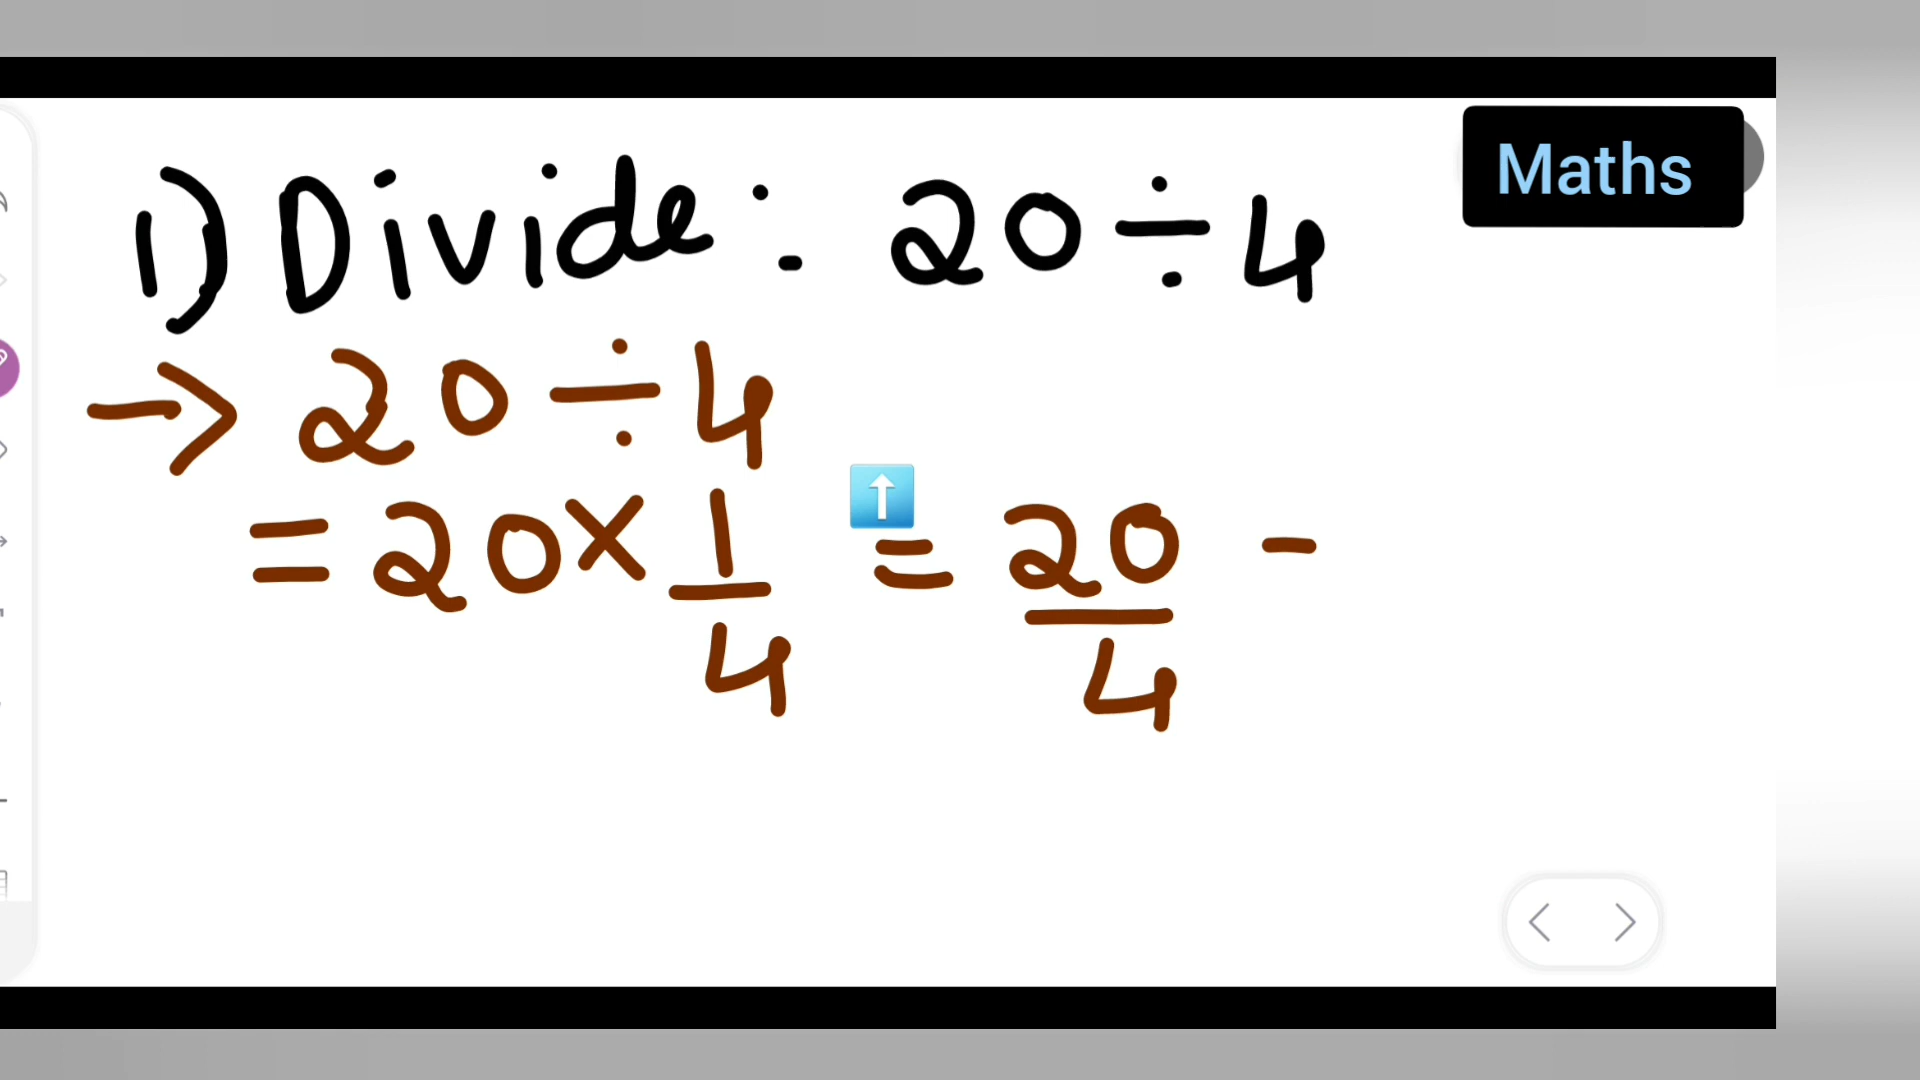 Maths
1) Divide: 20 ÷ 4
→ 20 ÷ 4
= 20 × 1/4 = 20/4 -